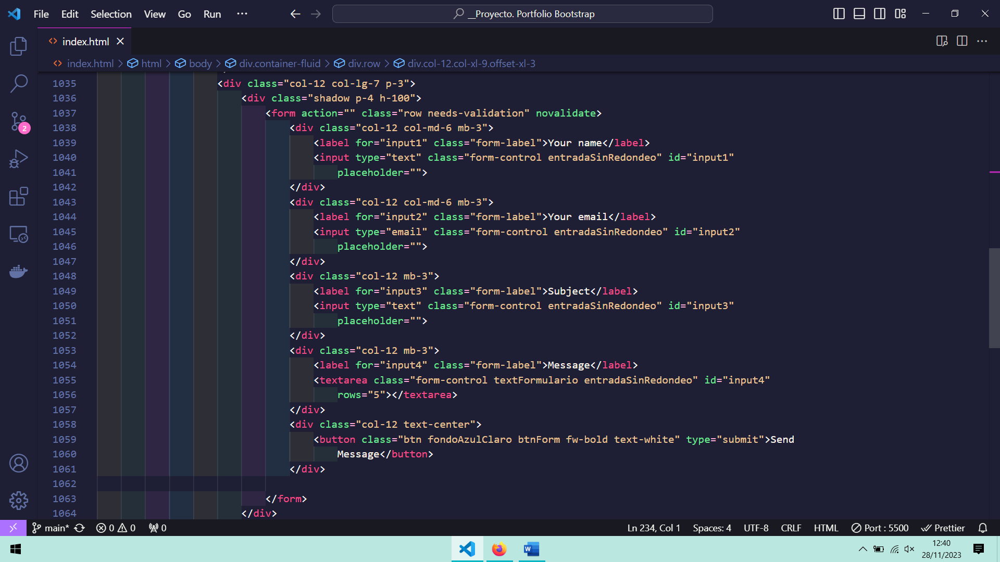 File Edit Selection View Go Run ···
__Proyecto. Portfolio Bootstrap
index.html
index.html > html > body > div.container-fluid > div.row > div.col-12.col-xl-9.offset-xl-3
1035 <div class="col-12 col-lg-7 p-3">
1036 <div class="shadow p-4 h-100">
1037 <form action="" class="row needs-validation" novalidate>
1038 <div class="col-12 col-md-6 mb-3">
1039 <label for="input1" class="form-label">Your name</label>
1040 <input type="text" class="form-control entradaSinRedondeo" id="input1"
1041 placeholder="">
1042 </div>
1043 <div class="col-12 col-md-6 mb-3">
1044 <label for="input2" class="form-label">Your email</label>
1045 <input type="email" class="form-control entradaSinRedondeo" id="input2"
1046 placeholder="">
1047 </div>
1048 <div class="col-12 mb-3">
1049 <label for="input3" class="form-label">Subject</label>
1050 <input type="text" class="form-control entradaSinRedondeo" id="input3"
1051 placeholder="">
1052 </div>
1053 <div class="col-12 mb-3">
1054 <label for="input4" class="form-label">Message</label>
1055 <textarea class="form-control textFormulario entradaSinRedondeo" id="input4"
1056 rows="5"></textarea>
1057 </div>
1058 <div class="col-12 text-center">
1059 <button class="btn fondoAzulClaro btnForm fw-bold text-white" type="submit">Send
1060 Message</button>
1061 </div>
1062
1063 </form>
1064 </div>
2
main* 0 0 0 Ln 234, Col 1 Spaces: 4 UTF-8 CRLF HTML Port : 5500 Prettier
W
12:40
28/11/2023